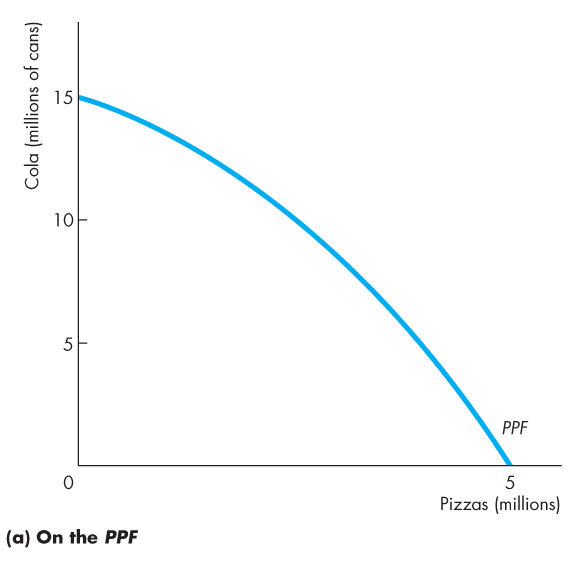 Cola (millions of cans)
15
10
5
PPF
0
5
Pizzas (millions)
(a) On the PPF